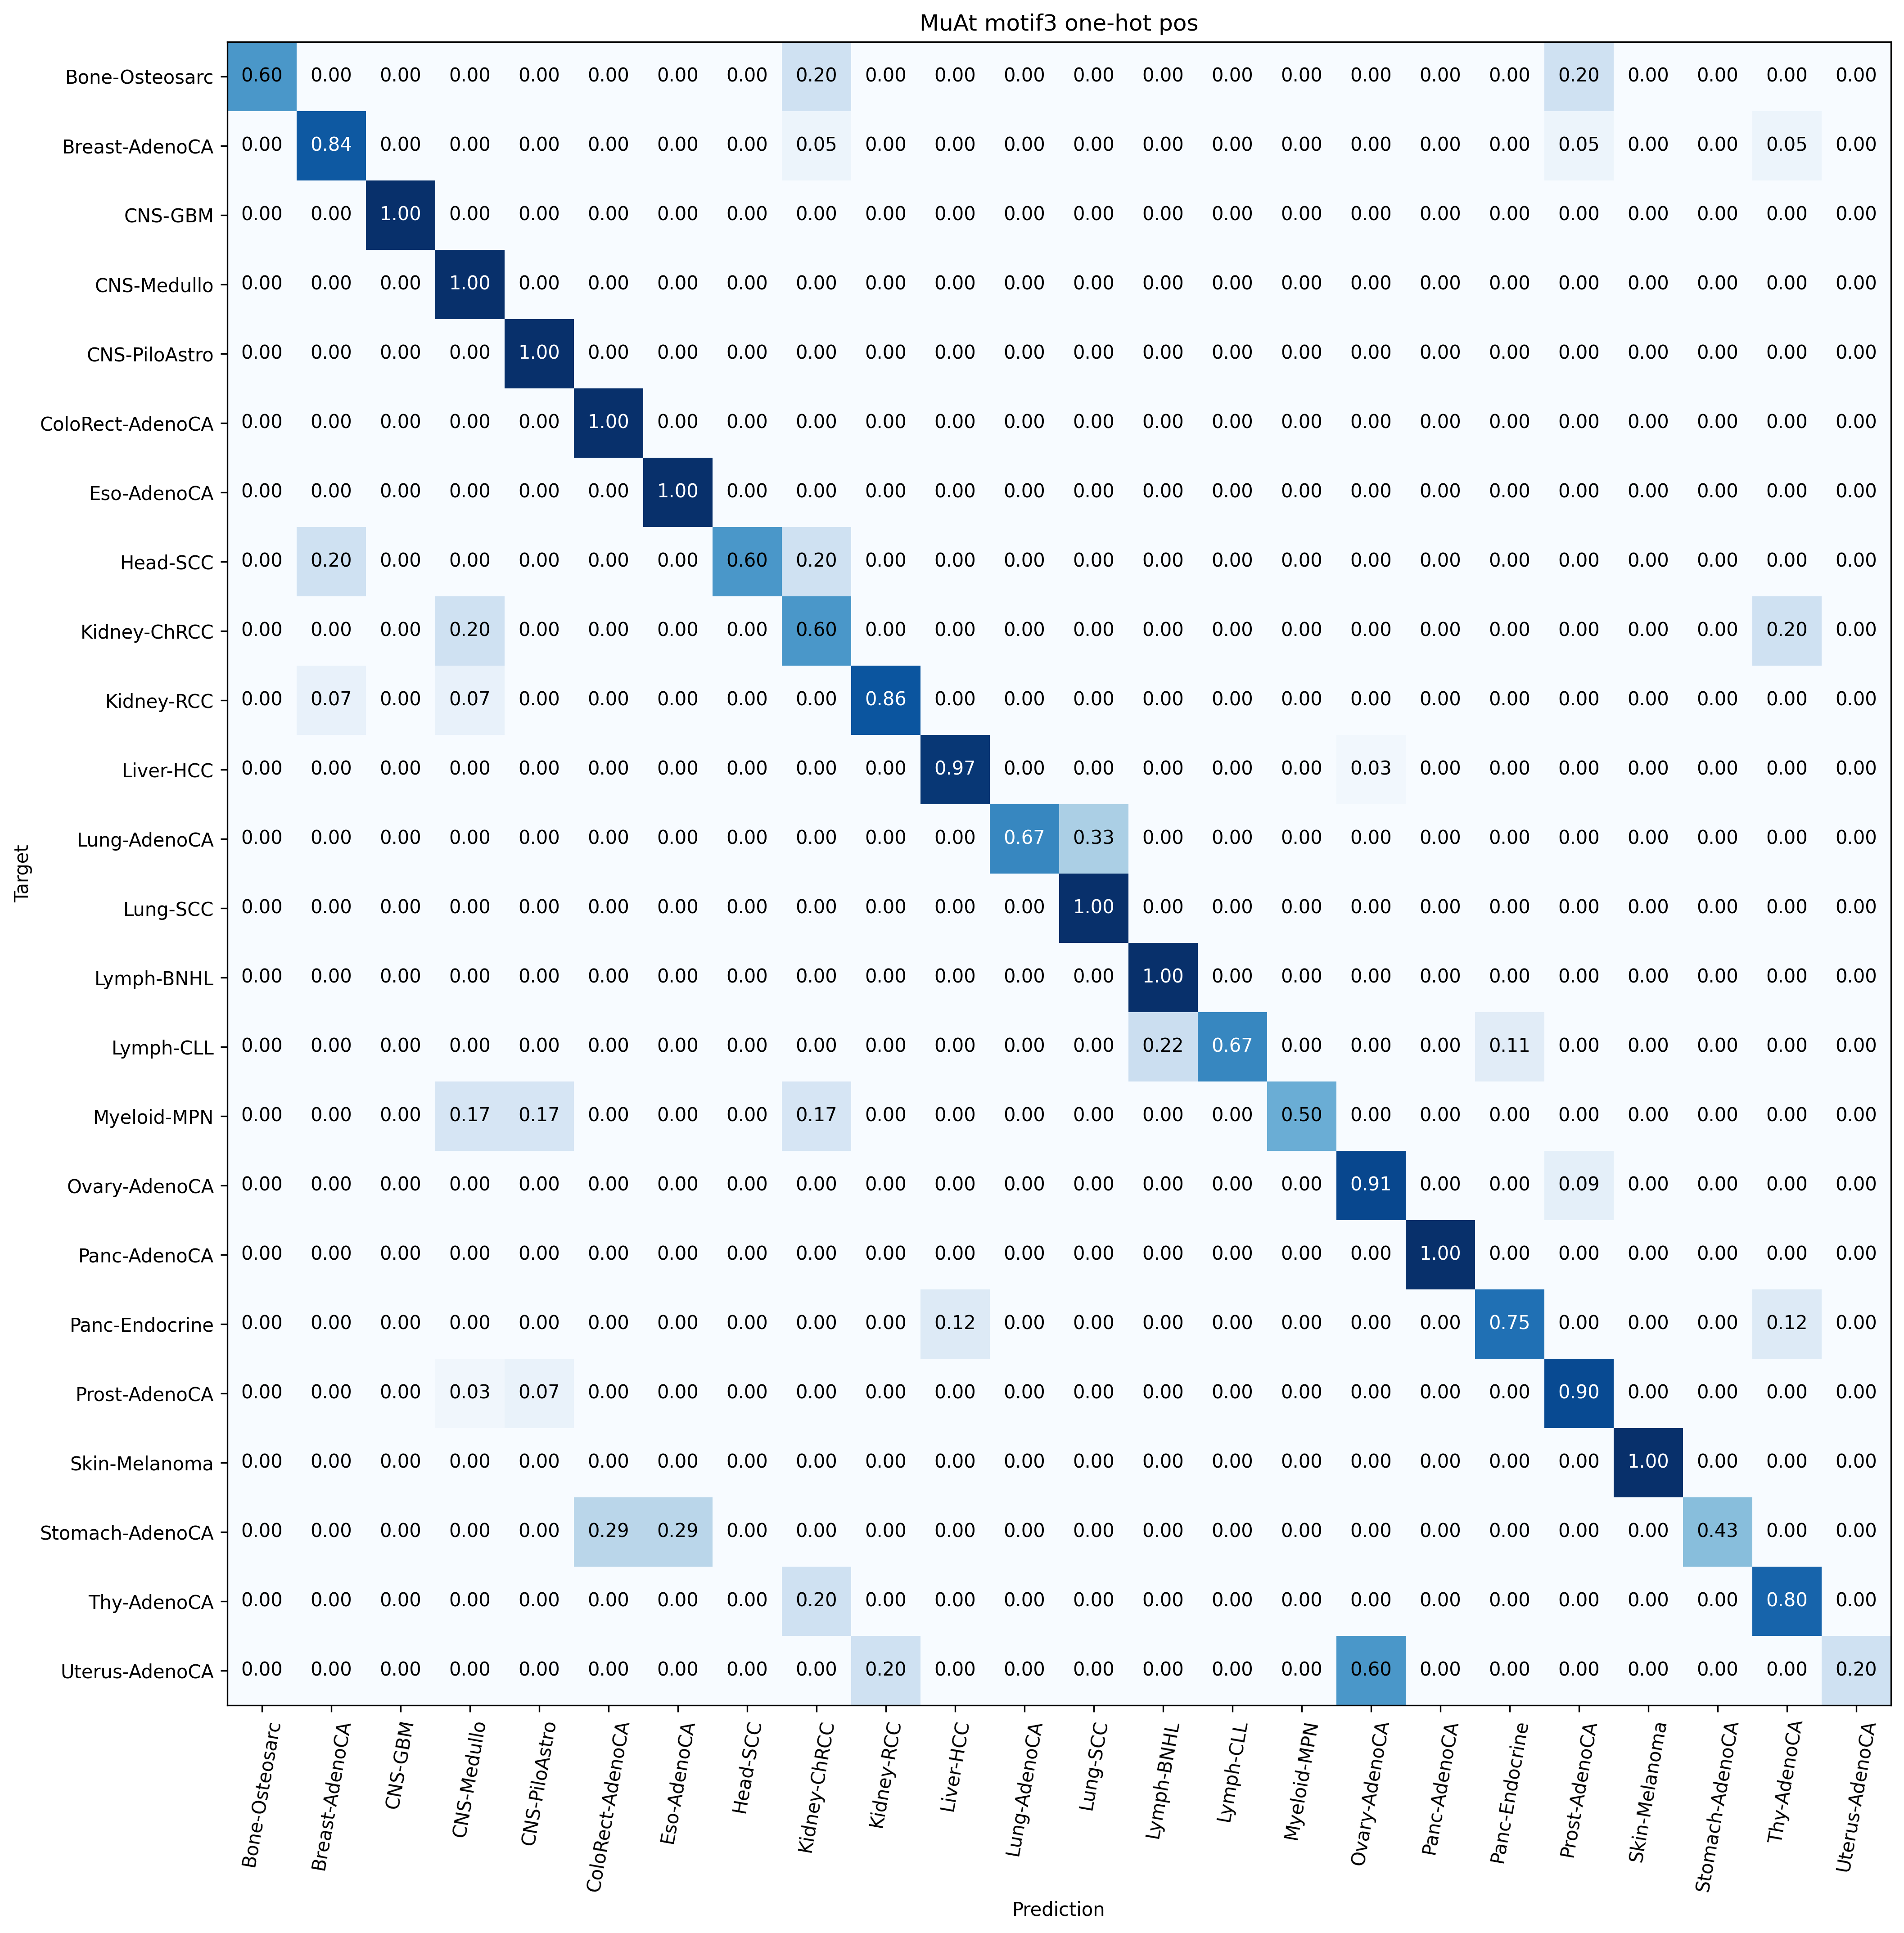 MuAt motif3 one-hot pos
Bone-Osteosarc 0.60 0.00 0.00 0.00 0.00 0.00 0.00 0.00 0.20 0.00 0.00 0.00 0.00 0.00 0.00 0.00 0.00 0.00 0.00 0.20 0.00 0.00 0.00 0.00
Breast-AdenoCA 0.00 0.84 0.00 0.00 0.00 0.00 0.00 0.00 0.05 0.00 0.00 0.00 0.00 0.00 0.00 0.00 0.00 0.00 0.00 0.05 0.00 0.00 0.05 0.00
CNS-GBM 0.00 0.00 1.00 0.00 0.00 0.00 0.00 0.00 0.00 0.00 0.00 0.00 0.00 0.00 0.00 0.00 0.00 0.00 0.00 0.00 0.00 0.00 0.00 0.00
CNS-Medullo 0.00 0.00 0.00 1.00 0.00 0.00 0.00 0.00 0.00 0.00 0.00 0.00 0.00 0.00 0.00 0.00 0.00 0.00 0.00 0.00 0.00 0.00 0.00 0.00
CNS-PiloAstro 0.00 0.00 0.00 0.00 1.00 0.00 0.00 0.00 0.00 0.00 0.00 0.00 0.00 0.00 0.00 0.00 0.00 0.00 0.00 0.00 0.00 0.00 0.00 0.00
ColoRect-AdenoCA 0.00 0.00 0.00 0.00 0.00 1.00 0.00 0.00 0.00 0.00 0.00 0.00 0.00 0.00 0.00 0.00 0.00 0.00 0.00 0.00 0.00 0.00 0.00 0.00
Eso-AdenoCA 0.00 0.00 0.00 0.00 0.00 0.00 1.00 0.00 0.00 0.00 0.00 0.00 0.00 0.00 0.00 0.00 0.00 0.00 0.00 0.00 0.00 0.00 0.00 0.00
Head-SCC 0.00 0.20 0.00 0.00 0.00 0.00 0.00 0.60 0.20 0.00 0.00 0.00 0.00 0.00 0.00 0.00 0.00 0.00 0.00 0.00 0.00 0.00 0.00 0.00
Kidney-ChRCC 0.00 0.00 0.00 0.20 0.00 0.00 0.00 0.00 0.60 0.00 0.00 0.00 0.00 0.00 0.00 0.00 0.00 0.00 0.00 0.00 0.00 0.00 0.20 0.00
Kidney-RCC 0.00 0.07 0.00 0.07 0.00 0.00 0.00 0.00 0.00 0.86 0.00 0.00 0.00 0.00 0.00 0.00 0.00 0.00 0.00 0.00 0.00 0.00 0.00 0.00
Liver-HCC 0.00 0.00 0.00 0.00 0.00 0.00 0.00 0.00 0.00 0.00 0.97 0.00 0.00 0.00 0.00 0.00 0.03 0.00 0.00 0.00 0.00 0.00 0.00 0.00
Lung-AdenoCA 0.00 0.00 0.00 0.00 0.00 0.00 0.00 0.00 0.00 0.00 0.00 0.67 0.33 0.00 0.00 0.00 0.00 0.00 0.00 0.00 0.00 0.00 0.00 0.00
Lung-SCC 0.00 0.00 0.00 0.00 0.00 0.00 0.00 0.00 0.00 0.00 0.00 0.00 1.00 0.00 0.00 0.00 0.00 0.00 0.00 0.00 0.00 0.00 0.00 0.00
Lymph-BNHL 0.00 0.00 0.00 0.00 0.00 0.00 0.00 0.00 0.00 0.00 0.00 0.00 0.00 1.00 0.00 0.00 0.00 0.00 0.00 0.00 0.00 0.00 0.00 0.00
Lymph-CLL 0.00 0.00 0.00 0.00 0.00 0.00 0.00 0.00 0.00 0.00 0.00 0.00 0.00 0.22 0.67 0.00 0.00 0.00 0.11 0.00 0.00 0.00 0.00 0.00
Myeloid-MPN 0.00 0.00 0.00 0.17 0.17 0.00 0.00 0.00 0.17 0.00 0.00 0.00 0.00 0.00 0.00 0.50 0.00 0.00 0.00 0.00 0.00 0.00 0.00 0.00
Ovary-AdenoCA 0.00 0.00 0.00 0.00 0.00 0.00 0.00 0.00 0.00 0.00 0.00 0.00 0.00 0.00 0.00 0.00 0.91 0.00 0.00 0.09 0.00 0.00 0.00 0.00
Panc-AdenoCA 0.00 0.00 0.00 0.00 0.00 0.00 0.00 0.00 0.00 0.00 0.00 0.00 0.00 0.00 0.00 0.00 0.00 1.00 0.00 0.00 0.00 0.00 0.00 0.00
Panc-Endocrine 0.00 0.00 0.00 0.00 0.00 0.00 0.00 0.00 0.00 0.00 0.12 0.00 0.00 0.00 0.00 0.00 0.00 0.00 0.75 0.00 0.00 0.00 0.12 0.00
Prost-AdenoCA 0.00 0.00 0.00 0.03 0.07 0.00 0.00 0.00 0.00 0.00 0.00 0.00 0.00 0.00 0.00 0.00 0.00 0.00 0.00 0.90 0.00 0.00 0.00 0.00
Skin-Melanoma 0.00 0.00 0.00 0.00 0.00 0.00 0.00 0.00 0.00 0.00 0.00 0.00 0.00 0.00 0.00 0.00 0.00 0.00 0.00 0.00 1.00 0.00 0.00 0.00
Stomach-AdenoCA 0.00 0.00 0.00 0.00 0.00 0.29 0.29 0.00 0.00 0.00 0.00 0.00 0.00 0.00 0.00 0.00 0.00 0.00 0.00 0.00 0.00 0.43 0.00 0.00
Thy-AdenoCA 0.00 0.00 0.00 0.00 0.00 0.00 0.00 0.00 0.20 0.00 0.00 0.00 0.00 0.00 0.00 0.00 0.00 0.00 0.00 0.00 0.00 0.00 0.80 0.00
Uterus-AdenoCA 0.00 0.00 0.00 0.00 0.00 0.00 0.00 0.00 0.00 0.20 0.00 0.00 0.00 0.00 0.00 0.00 0.60 0.00 0.00 0.00 0.00 0.00 0.00 0.20
Target
Bone-Osteosarc
Breast-AdenoCA
CNS-GBM
CNS-Medullo
CNS-PiloAstro
ColoRect-AdenoCA
Eso-AdenoCA
Head-SCC
Kidney-ChRCC
Kidney-RCC
Liver-HCC
Lung-AdenoCA
Lung-SCC
Lymph-BNHL
Lymph-CLL
Myeloid-MPN
Ovary-AdenoCA
Panc-AdenoCA
Panc-Endocrine
Prost-AdenoCA
Skin-Melanoma
Stomach-AdenoCA
Thy-AdenoCA
Uterus-AdenoCA
Prediction